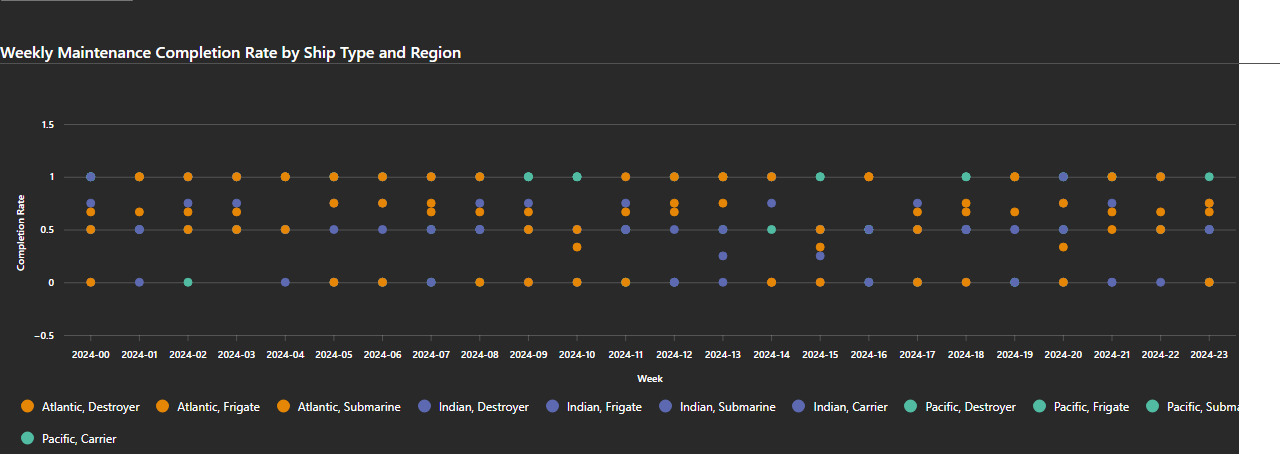 Weekly Maintenance Completion Rate by Ship Type and Region
1.5
1
0.5
0
−0.5
Completion Rate
2024-00 2024-01 2024-02 2024-03 2024-04 2024-05 2024-06 2024-07 2024-08 2024-09 2024-10 2024-11 2024-12 2024-13 2024-14 2024-15 2024-16 2024-17 2024-18 2024-19 2024-20 2024-21 2024-22 2024-23
Week
Atlantic, Destroyer Atlantic, Frigate Atlantic, Submarine Indian, Destroyer Indian, Frigate Indian, Submarine Indian, Carrier Pacific, Destroyer Pacific, Frigate Pacific, Subma
Pacific, Carrier